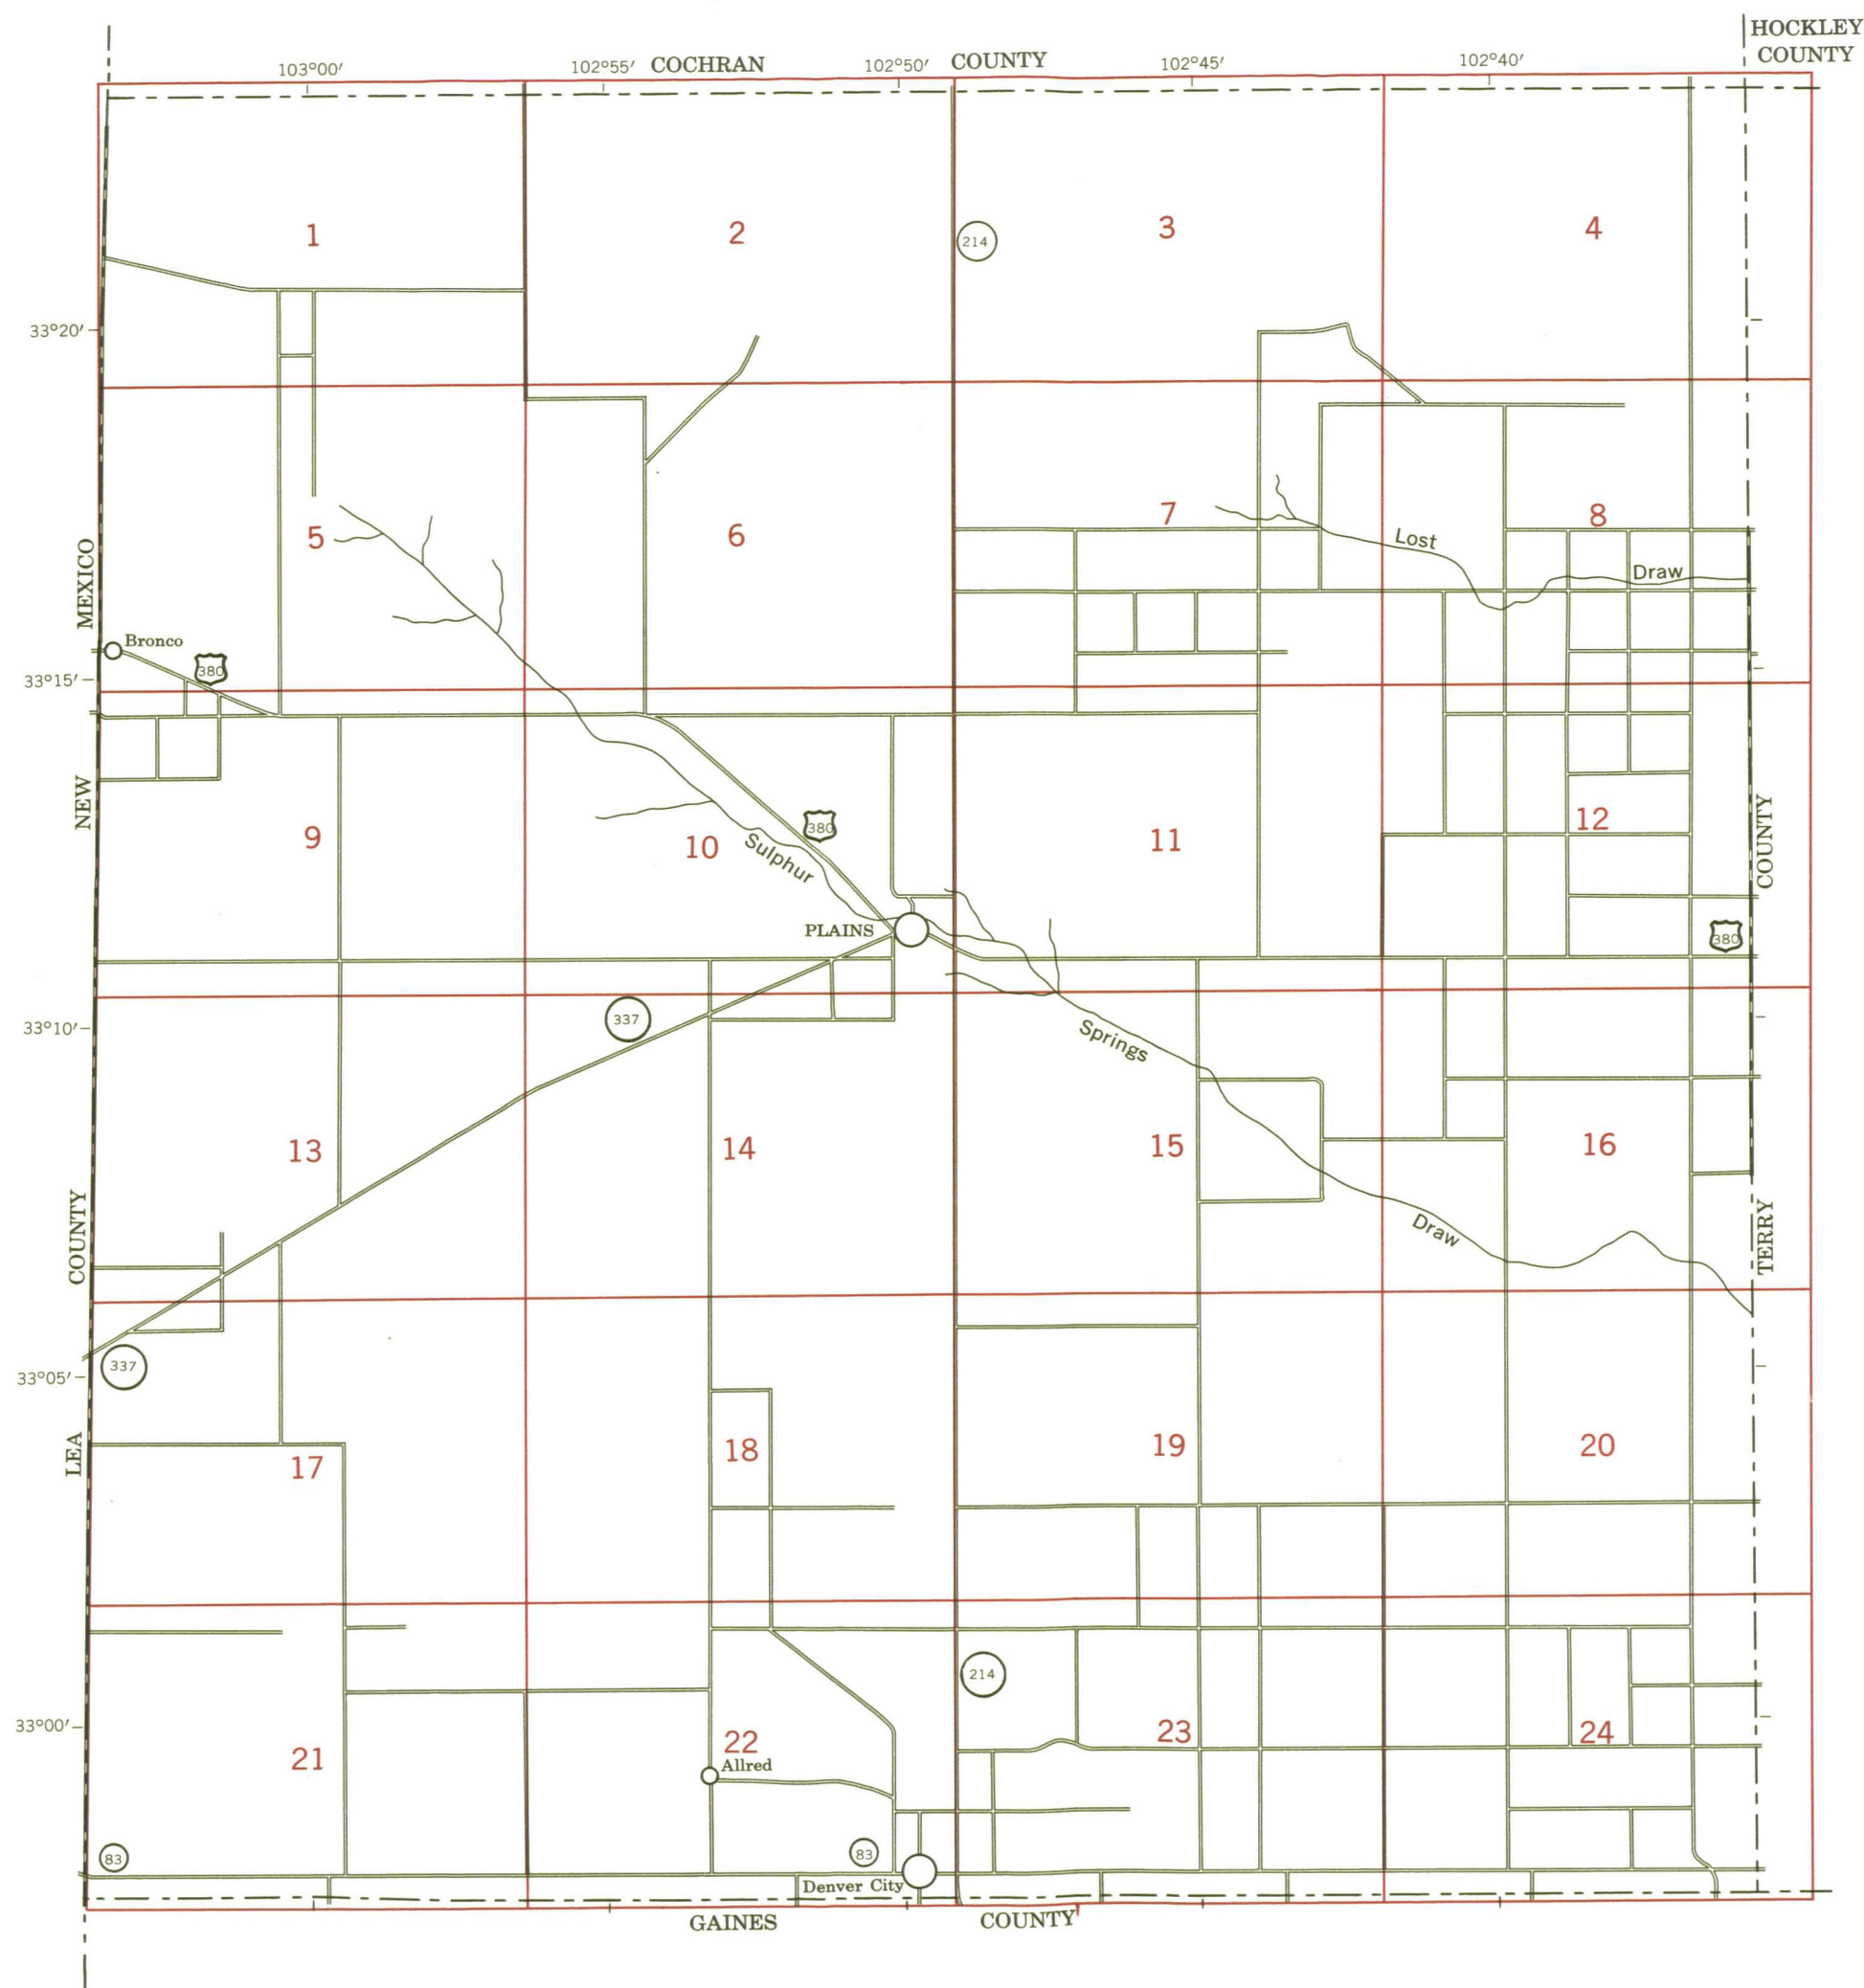 HOCKLEY
COUNTY
103°00′ 102°55′ COCHRAN 102°50′ COUNTY 102°45′ 102°40′
1 2 214 3 4
33°20′
5 6 7 8
Lost
Draw
MEXICO
Bronco
380
33°15′
NEW
9 10 380 11 12
Sulphur
COUNTY
PLAINS
380
337
33°10′
Springs
13 14 15 16
COUNTY
Draw
TERRY
337
33°05′
LEA
17 18 19 20
214
33°00′
21 22 23 24
Allred
83 83
Denver City
GAINES COUNTY